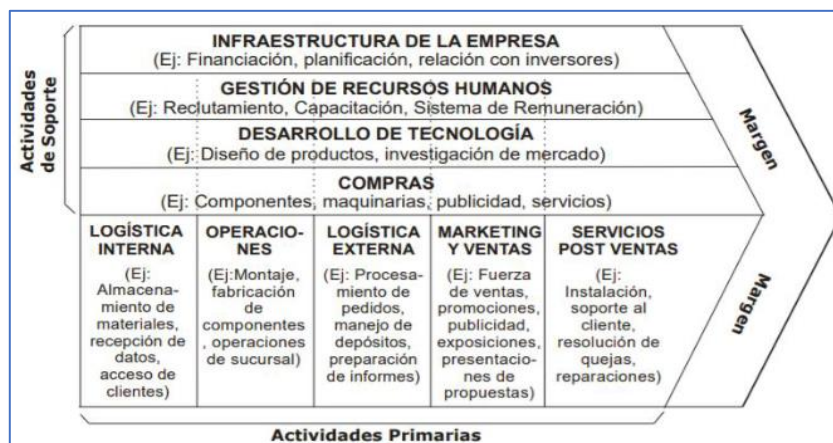 Actividades
de Soporte
INFRAESTRUCTURA DE LA EMPRESA
(Ej: Financiación, planificación, relación con inversores)
GESTIÓN DE RECURSOS HUMANOS
(Ej: Reclutamiento, Capacitación, Sistema de Remuneración)
DESARROLLO DE TECNOLOGÍA
(Ej: Diseño de productos, investigación de mercado)
COMPRAS
(Ej: Componentes, maquinarias, publicidad, servicios)
Margen
LOGÍSTICA
INTERNA
(Ej:
Almacena-
miento de
materiales,
recepción de
datos,
acceso de
clientes)
OPERACIO-
NES
(Ej:Montaje,
fabricación
de
componentes
, operaciones
de sucursal)
LOGÍSTICA
EXTERNA
(Ej: Procesa-
miento de
pedidos,
manejo de
depósitos,
preparación
de informes)
MARKETING
Y VENTAS
(Ej: Fuerza
de ventas,
promociones,
publicidad,
exposiciones,
presentacio-
nes de
propuestas)
SERVICIOS
POST VENTAS
(Ej:
Instalación,
soporte al
cliente,
resolución de
quejas,
reparaciones)
Margen
Actividades Primarias